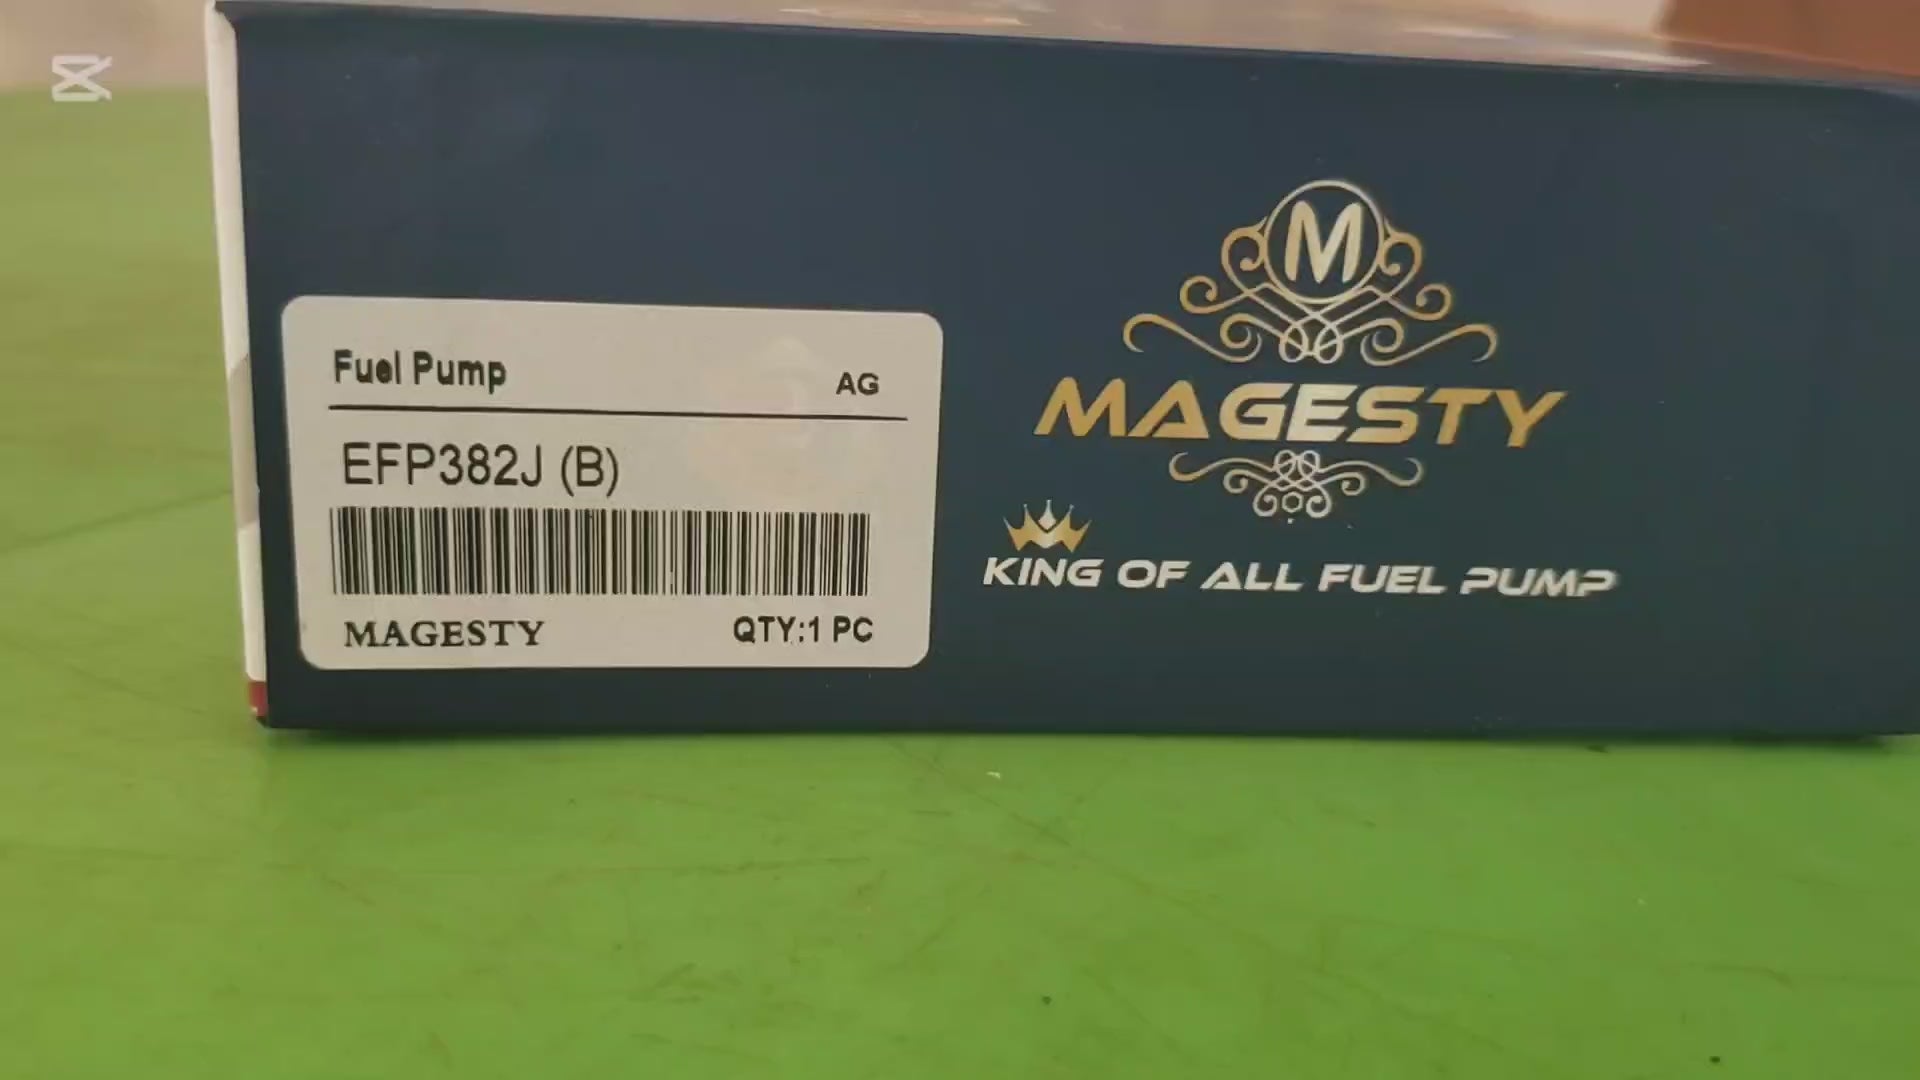 Fuel Pump AG
EFP382J (B)
MAGESTY QTY:1 PC
M
MAGESTY
KING OF ALL FUEL PUMP